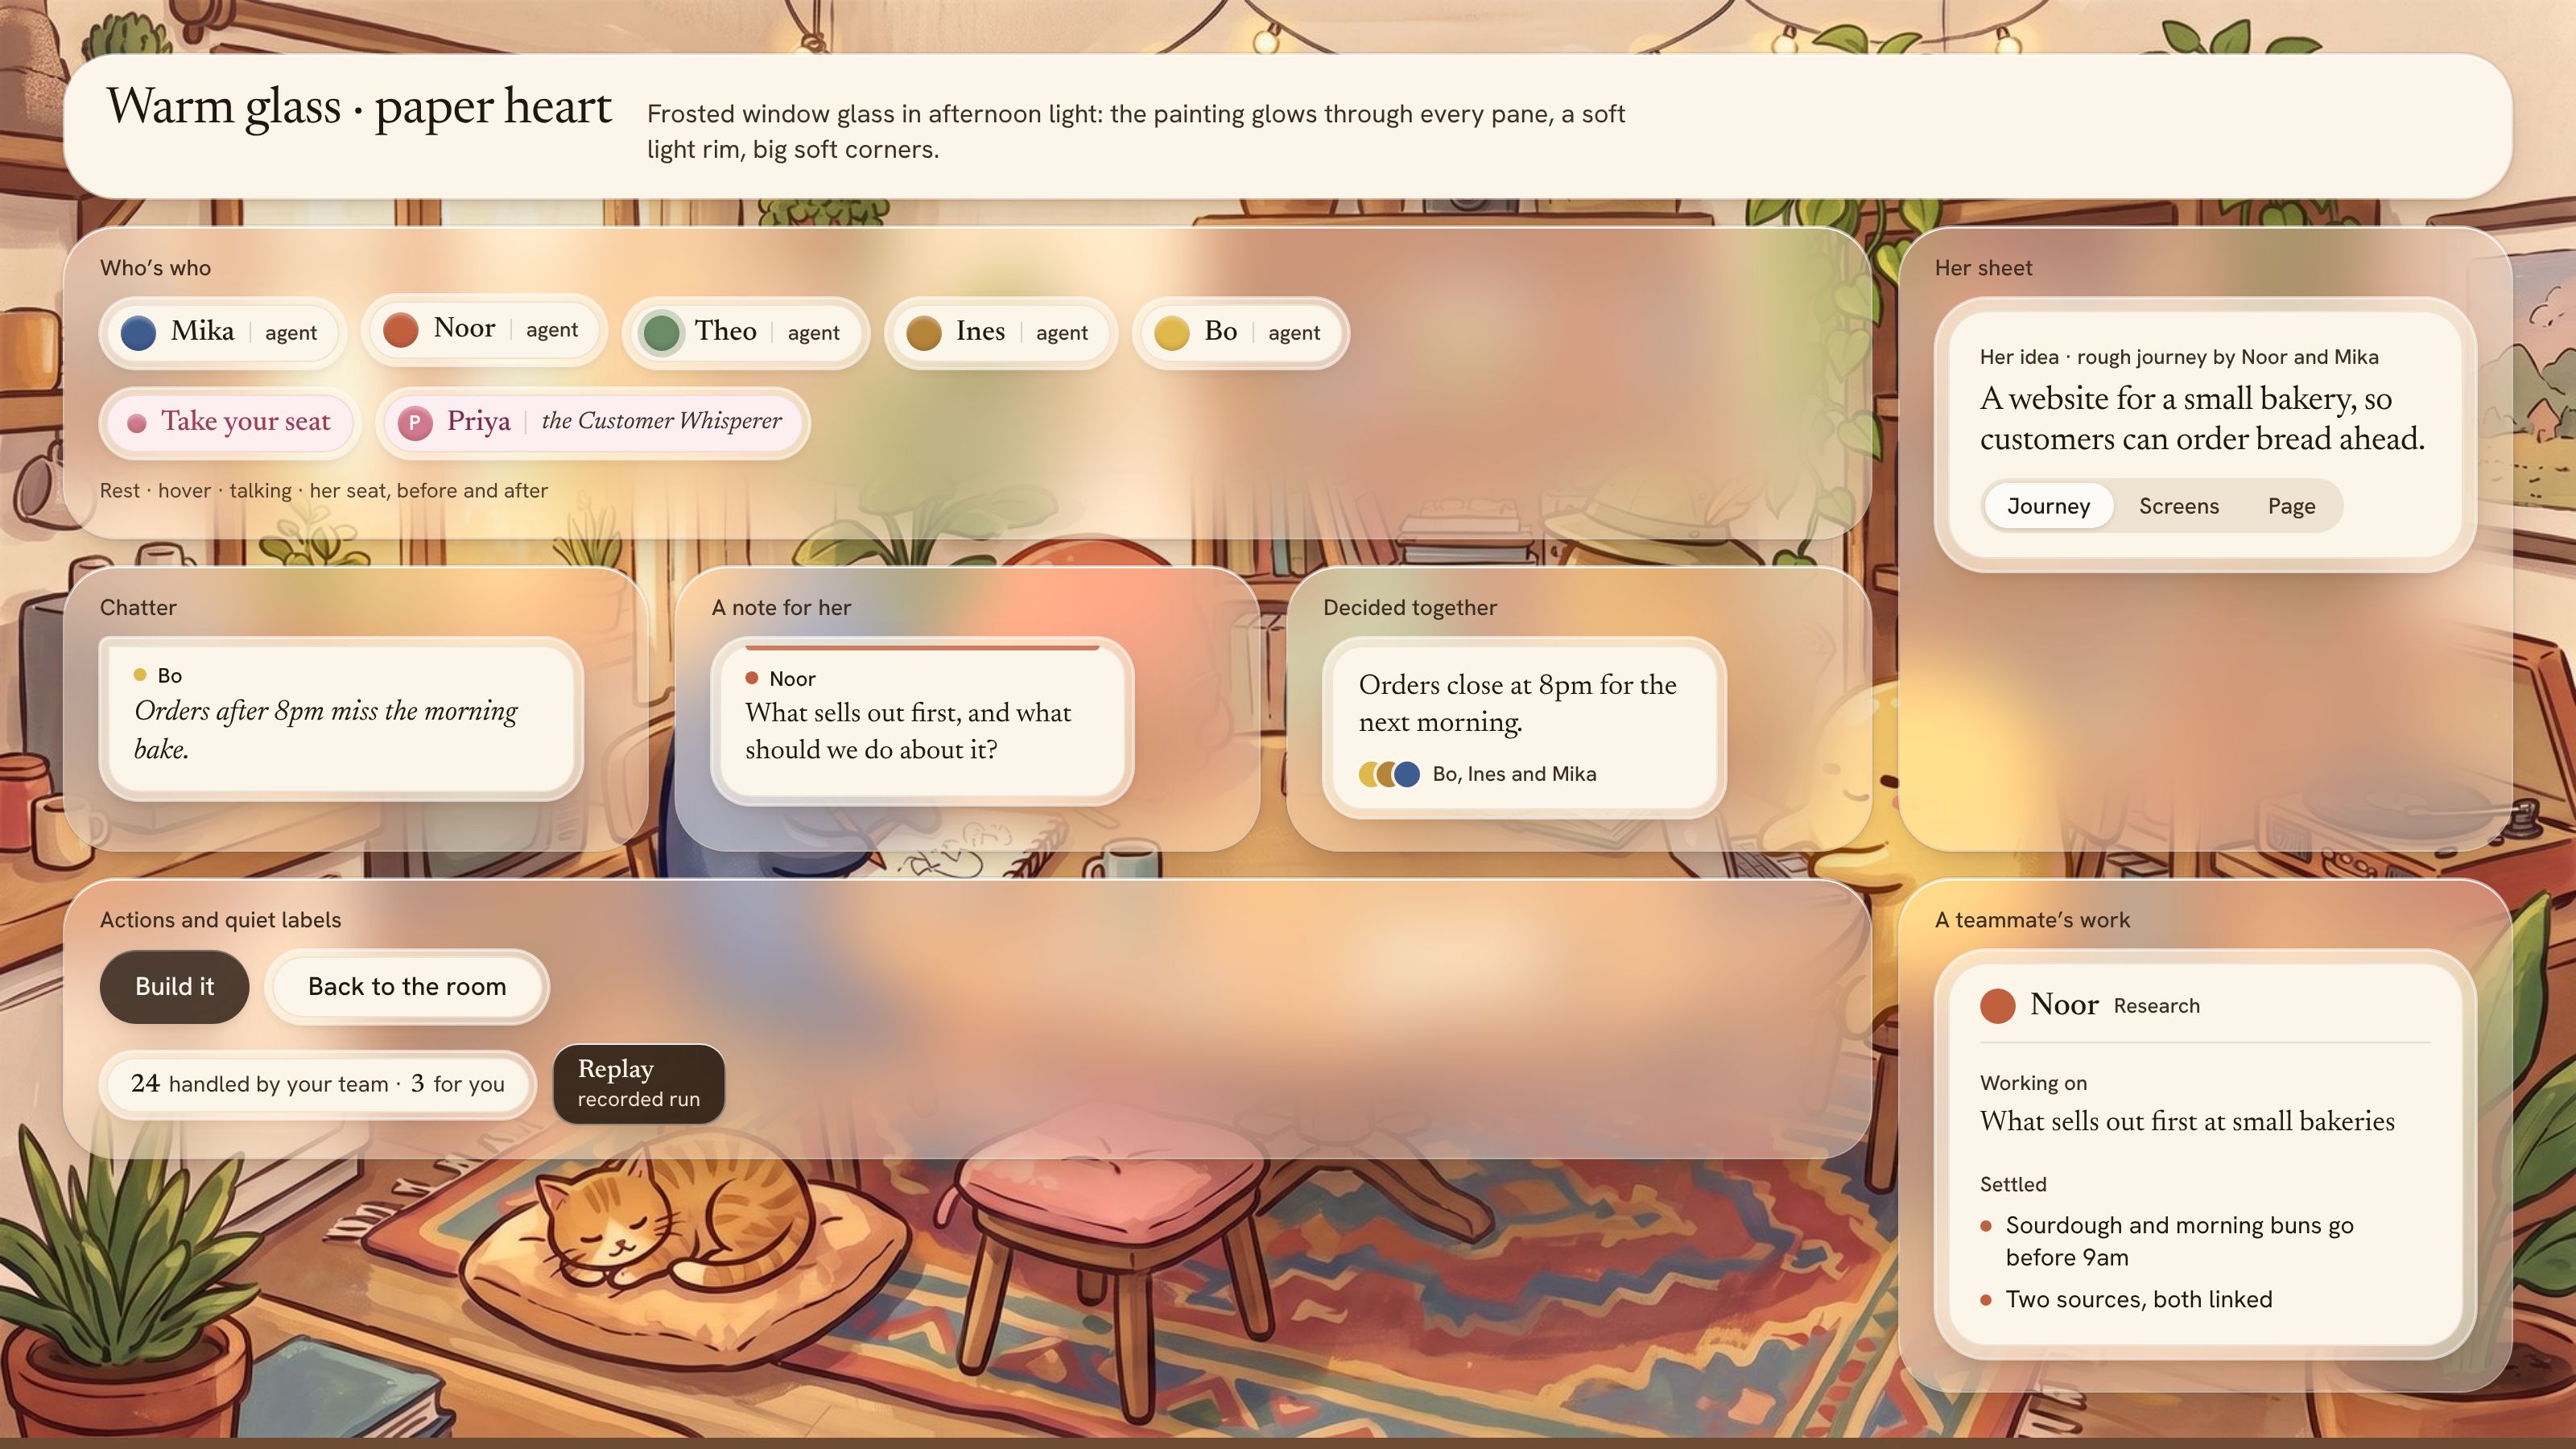 Warm glass · paper heart
Frosted window glass in afternoon light: the painting glows through every pane, a soft
light rim, big soft corners.
Who’s who
Mika agent
Noor agent
Theo agent
Ines agent
Bo agent
Take your seat
P Priya the Customer Whisperer
Rest · hover · talking · her seat, before and after
Her sheet
Her idea · rough journey by Noor and Mika
A website for a small bakery, so
customers can order bread ahead.
Journey Screens Page
Chatter
Bo
Orders after 8pm miss the morning
bake.
A note for her
Noor
What sells out first, and what
should we do about it?
Decided together
Orders close at 8pm for the
next morning.
Bo, Ines and Mika
Actions and quiet labels
Build it
Back to the room
24 handled by your team · 3 for you
Replay
recorded run
A teammate’s work
Noor Research
Working on
What sells out first at small bakeries
Settled
Sourdough and morning buns go
before 9am
Two sources, both linked